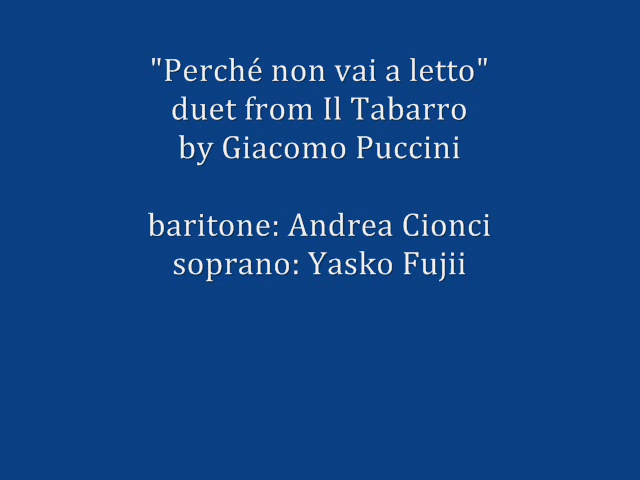 "Perché non vai a letto"
duet from Il Tabarro
by Giacomo Puccini
baritone: Andrea Cionci
soprano: Yasko Fujii